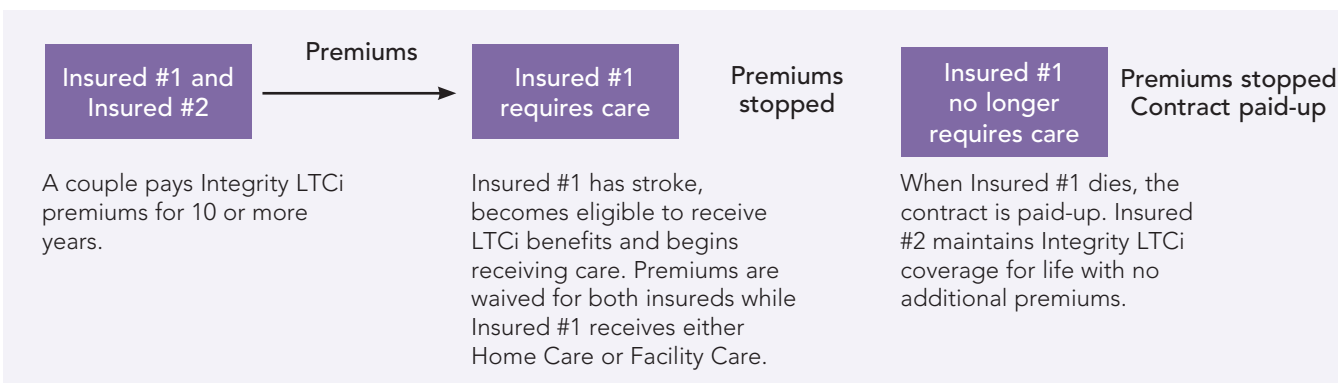 Insured #1 and
Insured #2
Premiums
A couple pays Integrity LTCi
premiums for 10 or more
years.
Insured #1
requires care
Premiums
stopped
Insured #1 has stroke,
becomes eligible to receive
LTCi benefits and begins
receiving care. Premiums are
waived for both insureds while
Insured #1 receives either
Home Care or Facility Care.
Insured #1
no longer
requires care
Premiums stopped
Contract paid-up
When Insured #1 dies, the
contract is paid-up. Insured
#2 maintains Integrity LTCi
coverage for life with no
additional premiums.